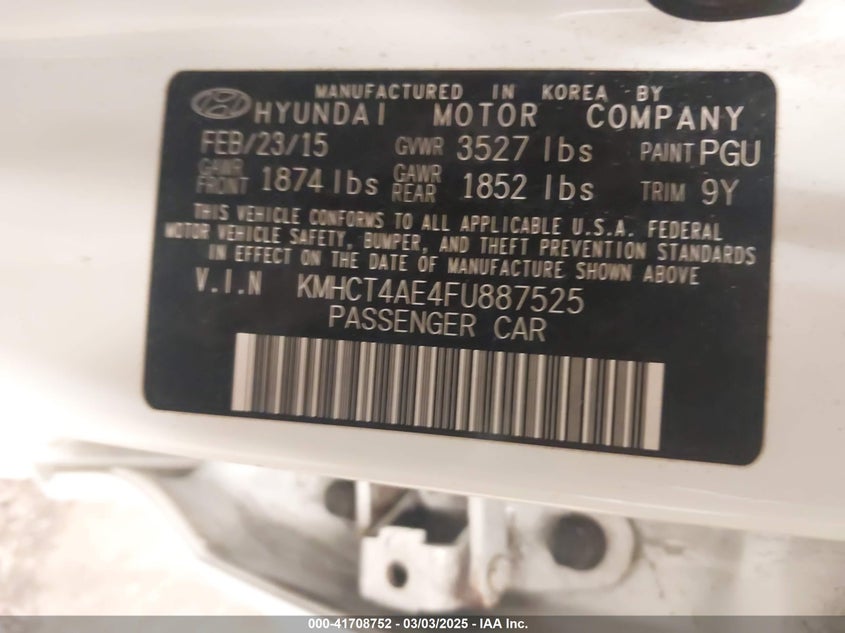 MANUFACTURED IN KOREA BY
HYUNDAI MOTOR COMPANY
FEB/23/15 GVWR 3527 lbs PAINT PGU
GAWR FRONT 1874 lbs GAWR REAR 1852 lbs TRIM 9Y
THIS VEHICLE CONFORMS TO ALL APPLICABLE U.S.A. FEDERAL
MOTOR VEHICLE SAFETY, BUMPER, AND THEFT PREVENTION STANDARDS
IN EFFECT ON THE DATE OF MANUFACTURE SHOWN ABOVE
V.I.N KMHCT4AE4FU887525
PASSENGER CAR
000-41708752 - 03/03/2025 - IAA Inc.